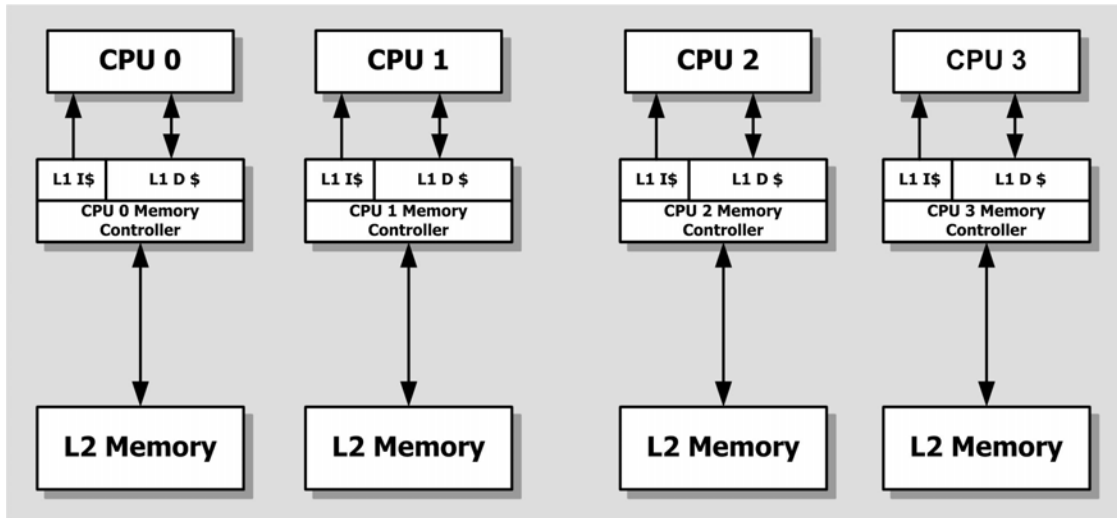 CPU 0
CPU 1
CPU 2
CPU 3
L1 I$ L1 D $
L1 I$ L1 D $
L1 I$ L1 D $
L1 I$ L1 D $
CPU 0 Memory
Controller
CPU 1 Memory
Controller
CPU 2 Memory
Controller
CPU 3 Memory
Controller
L2 Memory
L2 Memory
L2 Memory
L2 Memory